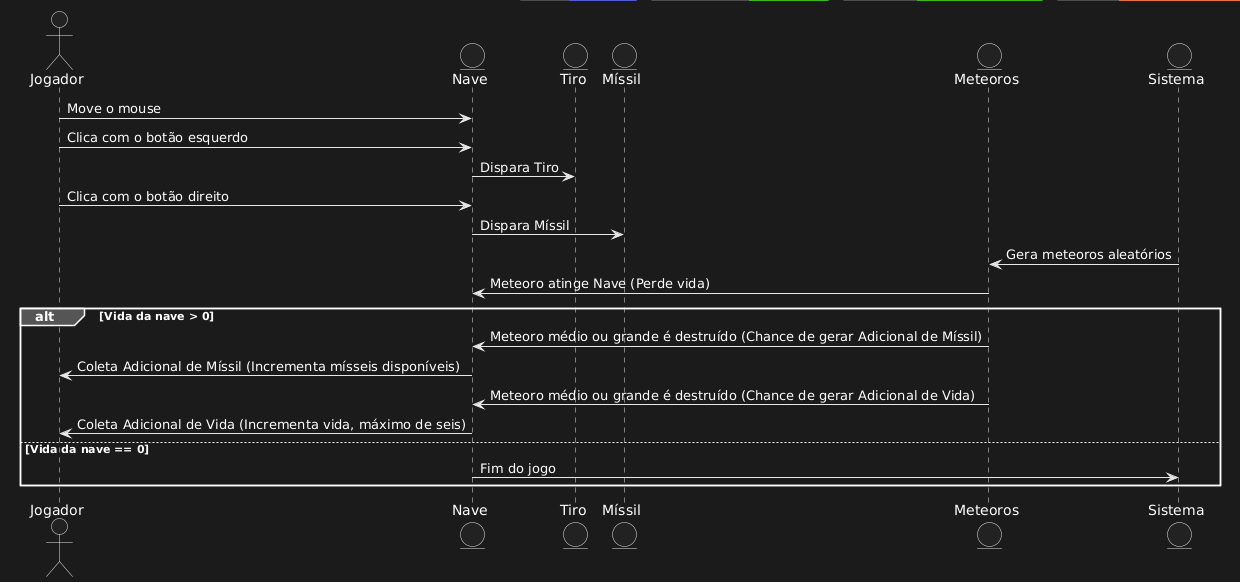 Jogador
Nave
Tiro
Míssil
Meteoros
Sistema
Move o mouse
Clica com o botão esquerdo
Dispara Tiro
Clica com o botão direito
Dispara Míssil
Gera meteoros aleatórios
Meteoro atinge Nave (Perde vida)
alt
[Vida da nave > 0]
Meteoro médio ou grande é destruído (Chance de gerar Adicional de Míssil)
Coleta Adicional de Míssil (Incrementa mísseis disponíveis)
Meteoro médio ou grande é destruído (Chance de gerar Adicional de Vida)
Coleta Adicional de Vida (Incrementa vida, máximo de seis)
[Vida da nave == 0]
Fim do jogo
Jogador
Nave
Tiro
Míssil
Meteoros
Sistema